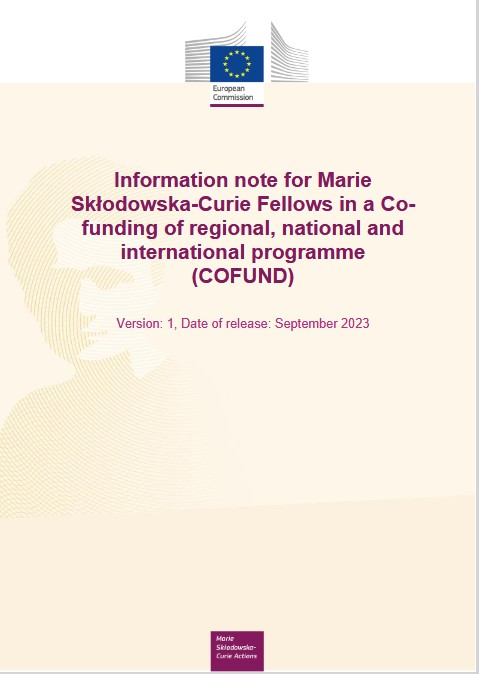 European
Commission
Information note for Marie
Skłodowska-Curie Fellows in a Co-
funding of regional, national and
international programme
(COFUND)
Version: 1, Date of release: September 2023
Marie
Skłodowska-
Curie Actions